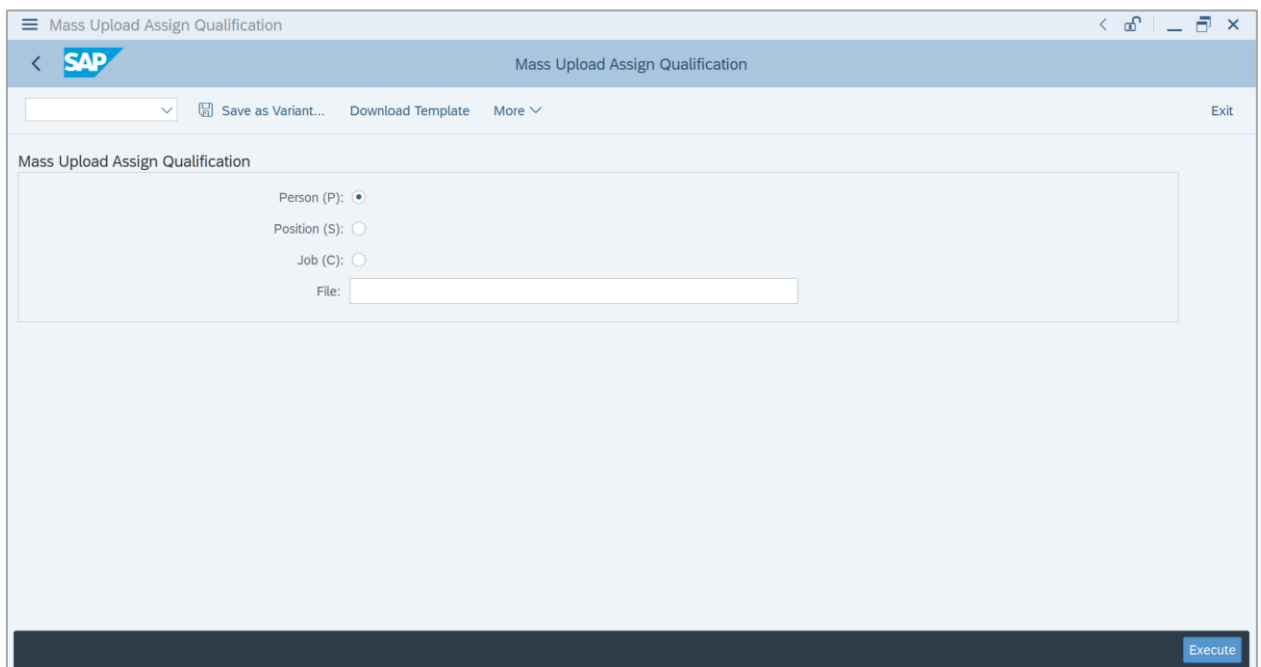 Mass Upload Assign Qualification
SAP Mass Upload Assign Qualification
Save as Variant... Download Template More Exit
Mass Upload Assign Qualification
Person (P):
Position (S):
Job (C):
File:
Execute